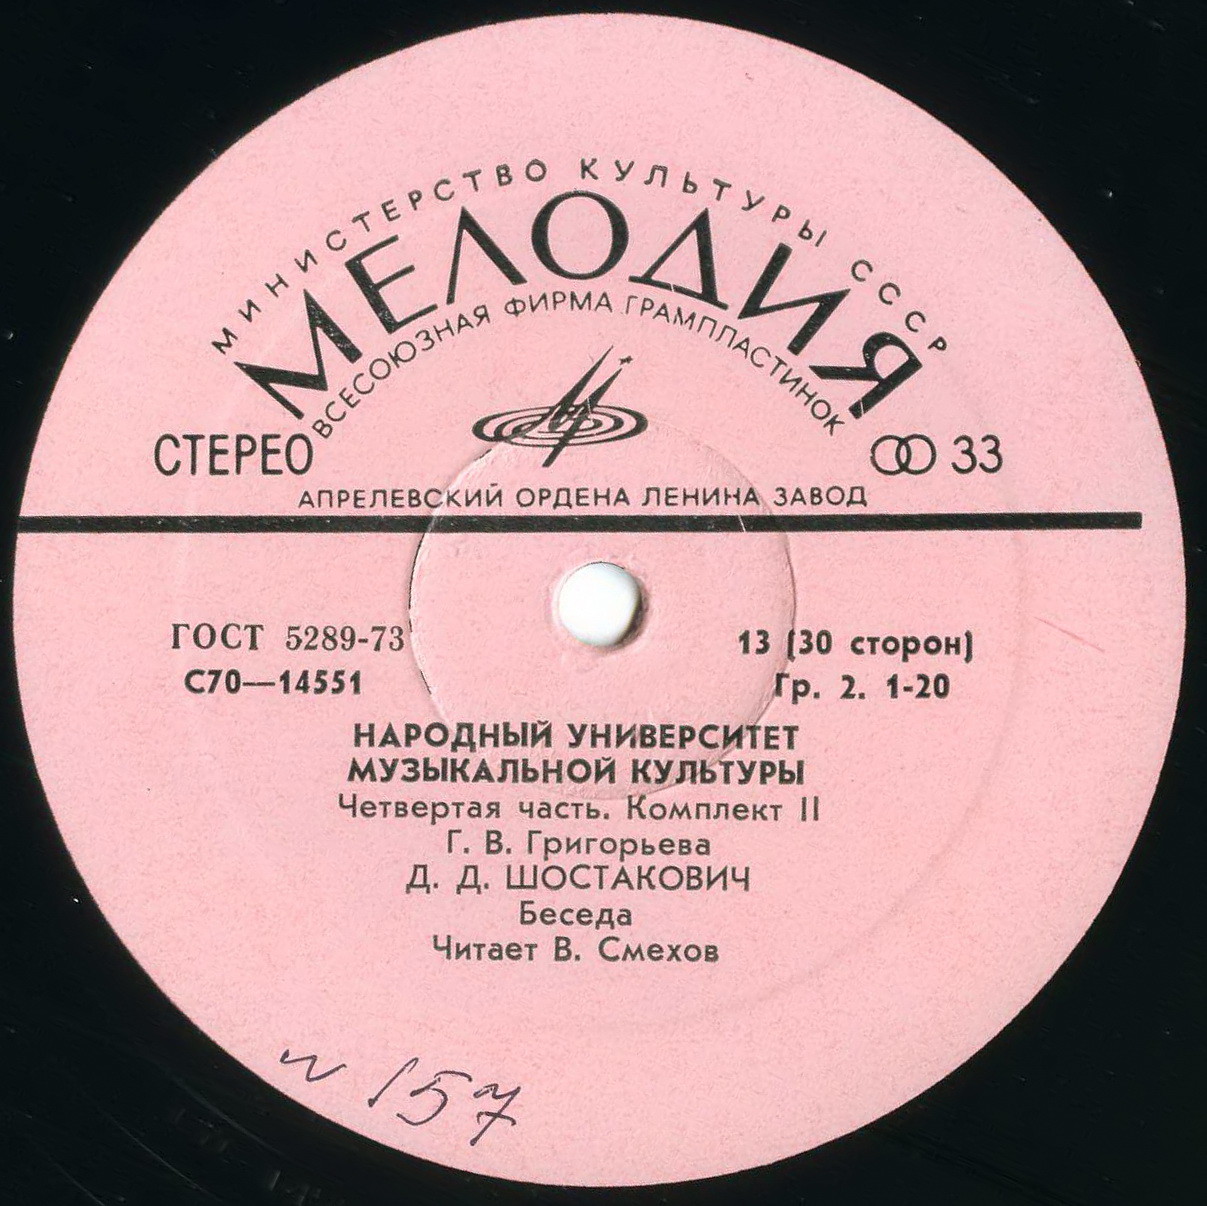 МИНИСТЕРСТВО КУЛЬТУРЫ СССР
МЕЛОДИЯ
ВСЕСОЮЗНАЯ ФИРМА ГРАМПЛАСТИНОК
СТЕРЕО
33
АПРЕЛЕВСКИЙ ОРДЕНА ЛЕНИНА ЗАВОД
ГОСТ 5289-73
13 (30 сторон)
С70—14551
Гр. 2. 1-20
НАРОДНЫЙ УНИВЕРСИТЕТ
МУЗЫКАЛЬНОЙ КУЛЬТУРЫ
Четвертая часть. Комплект II
Г. В. Григорьева
Д. Д. ШОСТАКОВИЧ
Беседа
Читает В. Смехов
157